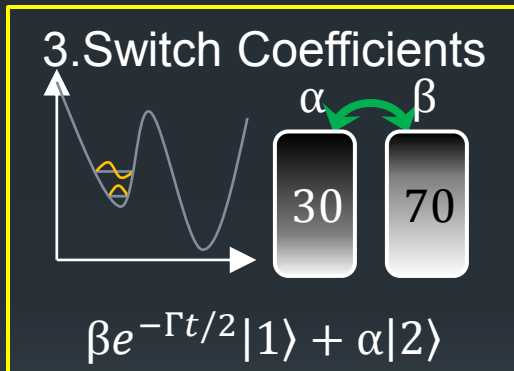 3.Switch Coefficients
α β
30 70
βe^{-Γt/2}|1⟩ + α|2⟩